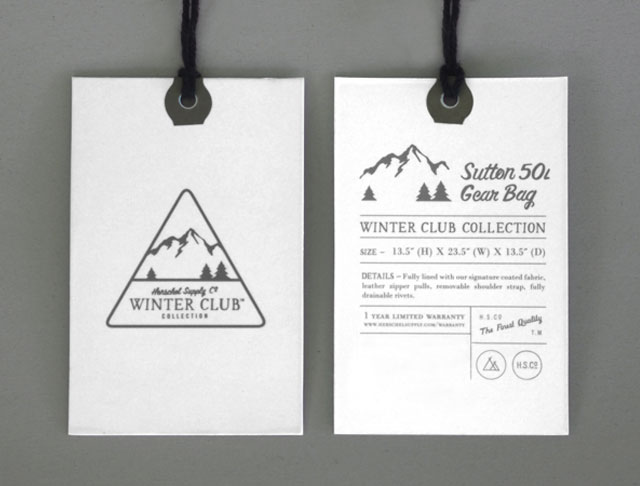 Herschel Supply Co
WINTER CLUB™
COLLECTION
Sutton 50L
Gear Bag
WINTER CLUB COLLECTION
SIZE – 13.5" (H) X 23.5" (W) X 13.5" (D)
DETAILS – Fully lined with our signature coated fabric,
leather zipper pulls, removable shoulder strap, fully
drainable rivets.
1 YEAR LIMITED WARRANTY
WWW.HERSCHELSUPPLY.COM/WARRANTY
H.S.CO
The Finest Quality
T.M.
H.S.CO